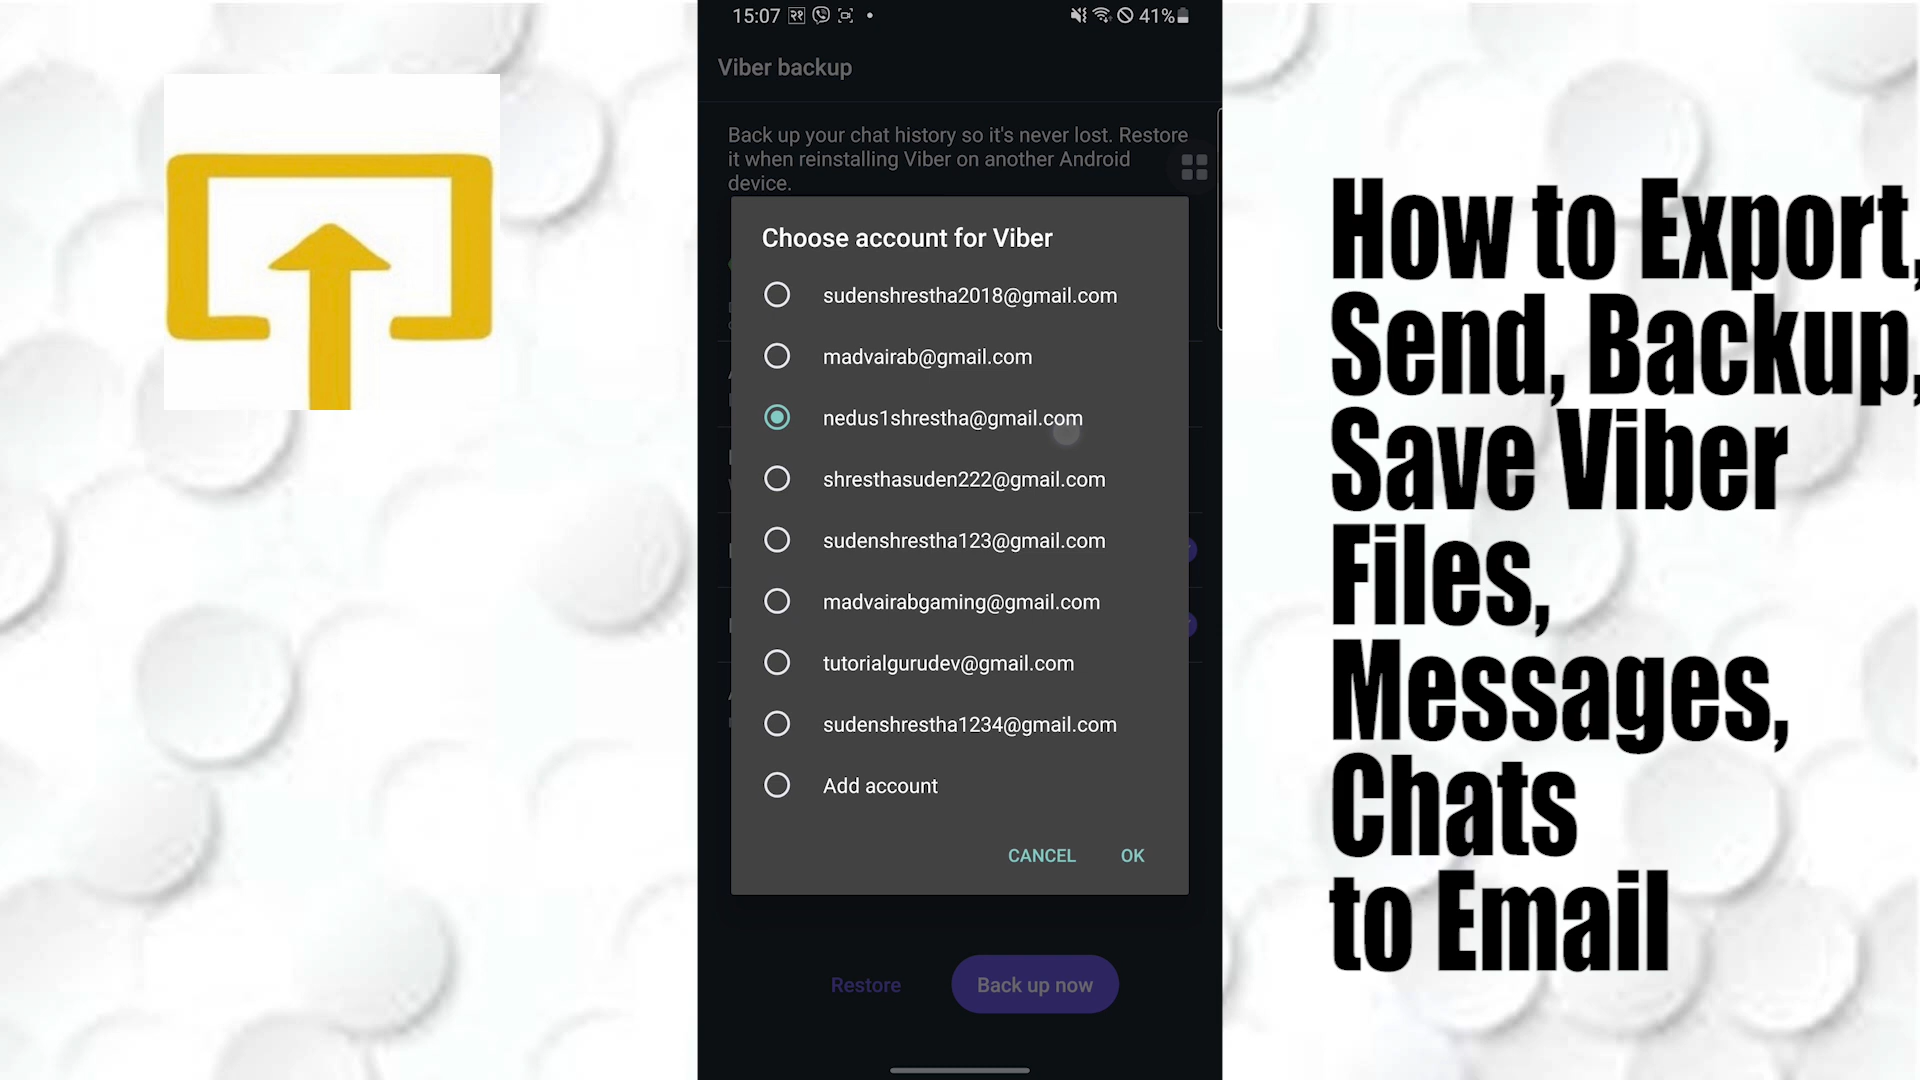 15:07
41%
Viber backup
Back up your chat history so it's never lost. Restore
it when reinstalling Viber on another Android
device.
Choose account for Viber
sudenshrestha2018@gmail.com
madvairab@gmail.com
nedus1shrestha@gmail.com
shresthasuden222@gmail.com
sudenshrestha123@gmail.com
madvairabgaming@gmail.com
tutorialgurudev@gmail.com
sudenshrestha1234@gmail.com
Add account
CANCEL OK
Restore Back up now
How to Export,
Send, Backup,
Save Viber
Files,
Messages,
Chats
to Email